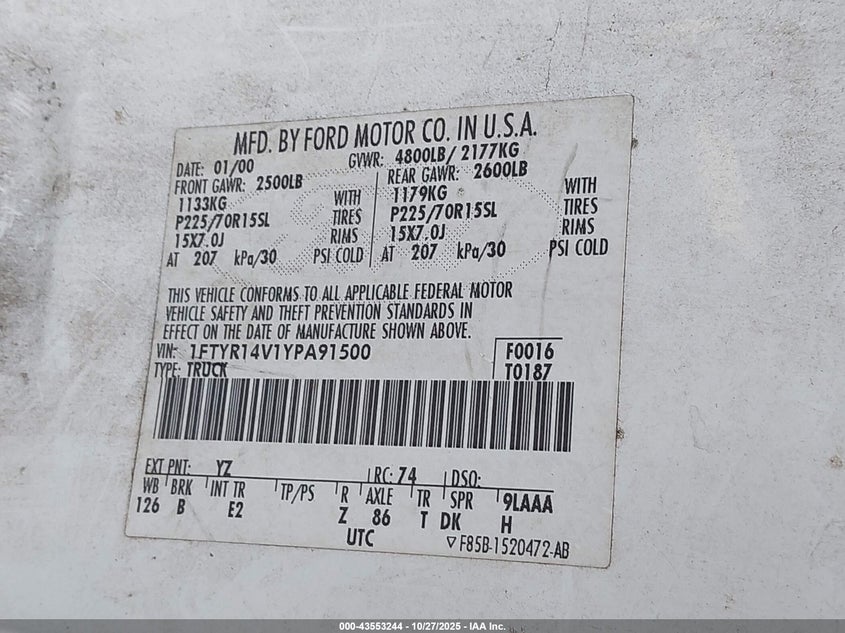 MFD. BY FORD MOTOR CO. IN U.S.A.
DATE: 01/00 GVWR: 4800LB/ 2177KG
FRONT GAWR: 2500LB REAR GAWR: 2600LB
1133KG WITH 1179KG WITH
P225/70R15SL TIRES P225/70R15SL TIRES
15X7.0J RIMS 15X7.0J RIMS
AT 207 kPa/30 PSI COLD AT 207 kPa/30 PSI COLD
THIS VEHICLE CONFORMS TO ALL APPLICABLE FEDERAL MOTOR
VEHICLE SAFETY AND THEFT PREVENTION STANDARDS IN
EFFECT ON THE DATE OF MANUFACTURE SHOWN ABOVE.
VIN: 1FTYR14V1YPA91500 F0016
TYPE: TRUCK T0187
EXT PNT: YZ RC: 74 DSO:
WB BRK INT TR TP/PS R AXLE TR SPR 9LAAA
126 B E2 Z 86 T DK H
UTC ▽F85B-1520472-AB
000-43553244 - 10/27/2025 - IAA Inc.